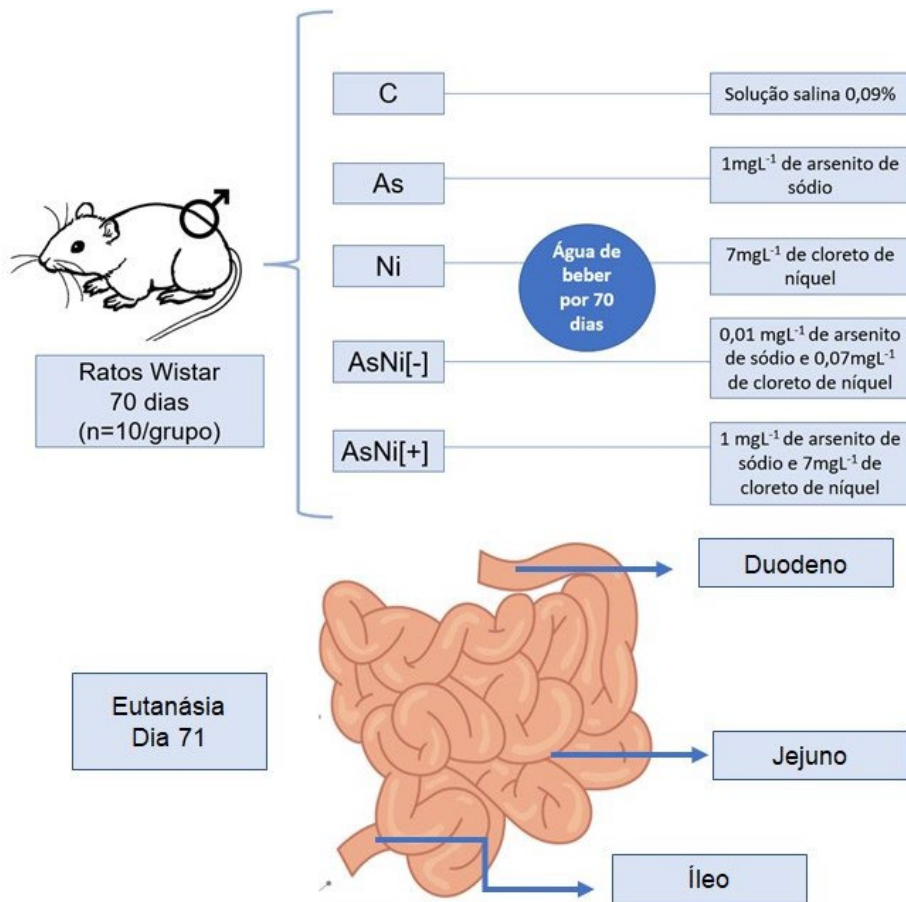 C
Solução salina 0,09%
As
1mgL⁻¹ de arsenito de
sódio
Ni
Água de
beber
por 70
dias
7mgL⁻¹ de cloreto de
níquel
AsNi[-]
0,01 mgL⁻¹ de arsenito
de sódio e 0,07mgL⁻¹
de cloreto de níquel
Ratos Wistar
70 dias
(n=10/grupo)
AsNi[+]
1 mgL⁻¹ de arsenito de
sódio e 7mgL⁻¹ de
cloreto de níquel
Duodeno
Eutanásia
Dia 71
Jejuno
Íleo